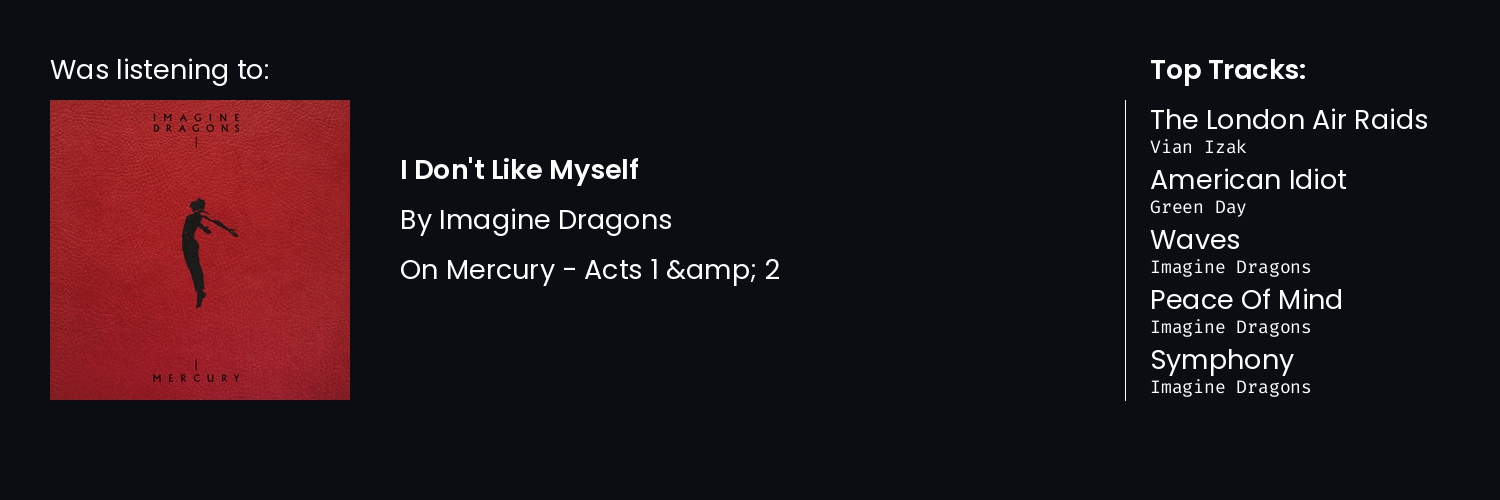 Was listening to:
IMAGINE
DRAGONS
MERCURY
I Don't Like Myself
By Imagine Dragons
On Mercury - Acts 1 &amp; 2
Top Tracks:
The London Air Raids
Vian Izak
American Idiot
Green Day
Waves
Imagine Dragons
Peace Of Mind
Imagine Dragons
Symphony
Imagine Dragons